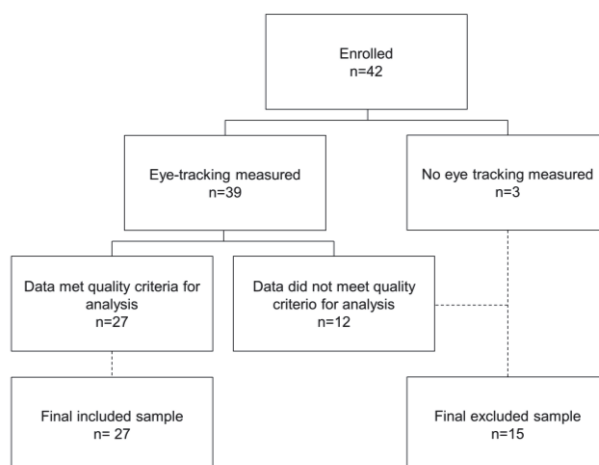 Enrolled
n=42
Eye-tracking measured
n=39
No eye tracking measured
n=3
Data met quality criteria for
analysis
n=27
Data did not meet quality
criterio for analysis
n=12
Final included sample
n= 27
Final excluded sample
n=15